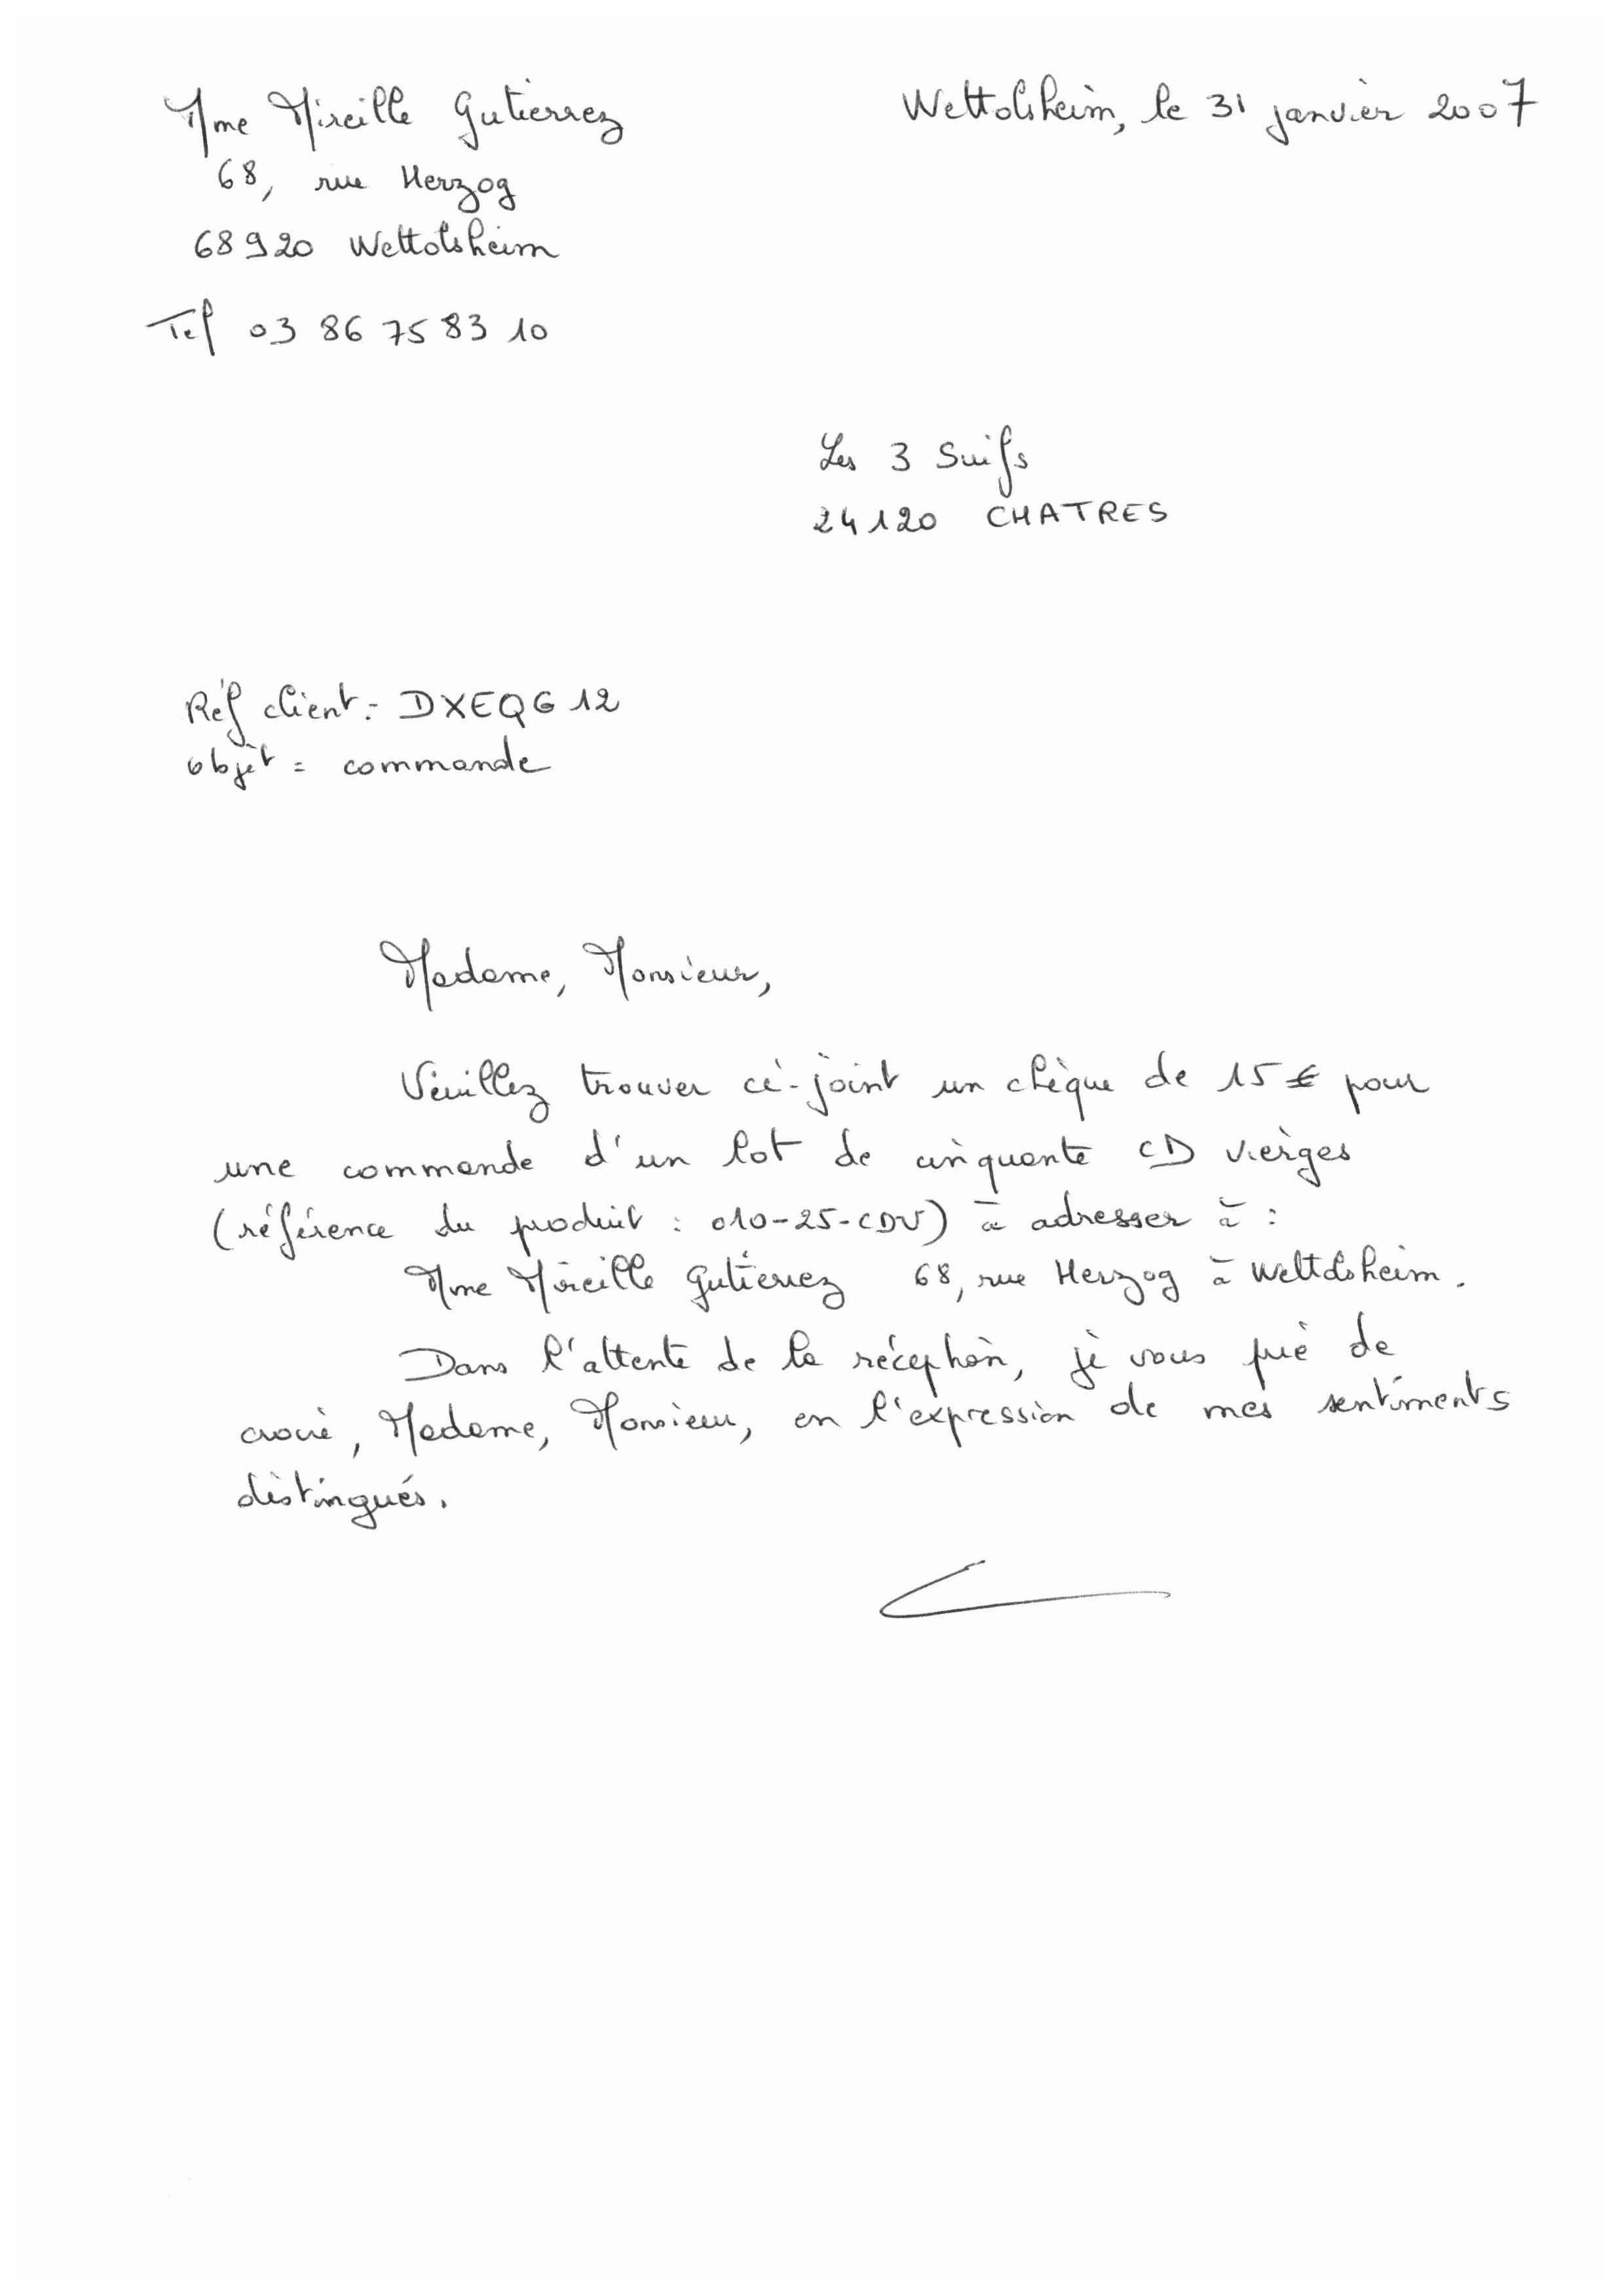 Mme Mireille Gutierrez
Wettolsheim, le 31 janvier 2007
68, rue Herzog
68920 Wettolsheim
Tel 03 86 75 83 10
Les 3 Suifs
24120 CHATRES
Réf client : DXEQG 12
objet : commande
Madame, Monsieur,
Veuillez trouver ci-joint un chèque de 15 € pour
une commande d'un lot de cinquante CD vierges
(référence du produit : 010-25-CDV) à adresser à :
Mme Mireille Gutierrez 68, rue Herzog à Wettolsheim.
Dans l'attente de la réception, je vous prie de
croire, Madame, Monsieur, en l'expression de mes sentiments
distingués.